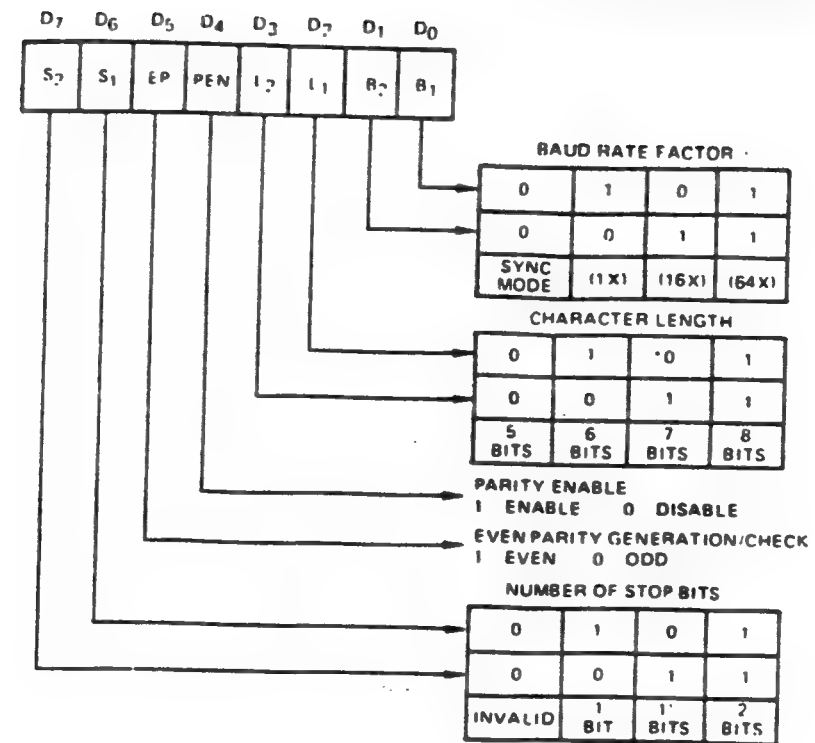 D7 D6 D5 D4 D3 D2 D1 D0
S2 S1 EP PEN L2 L1 B2 B1
BAUD RATE FACTOR
0 1 0 1
0 0 1 1
SYNC MODE (1X) (16X) (64X)
CHARACTER LENGTH
0 1 0 1
0 0 1 1
5 BITS 6 BITS 7 BITS 8 BITS
PARITY ENABLE
1 ENABLE 0 DISABLE
EVEN PARITY GENERATION/CHECK
1 EVEN 0 ODD
NUMBER OF STOP BITS
0 1 0 1
0 0 1 1
INVALID 1 BIT BITS 2 BITS